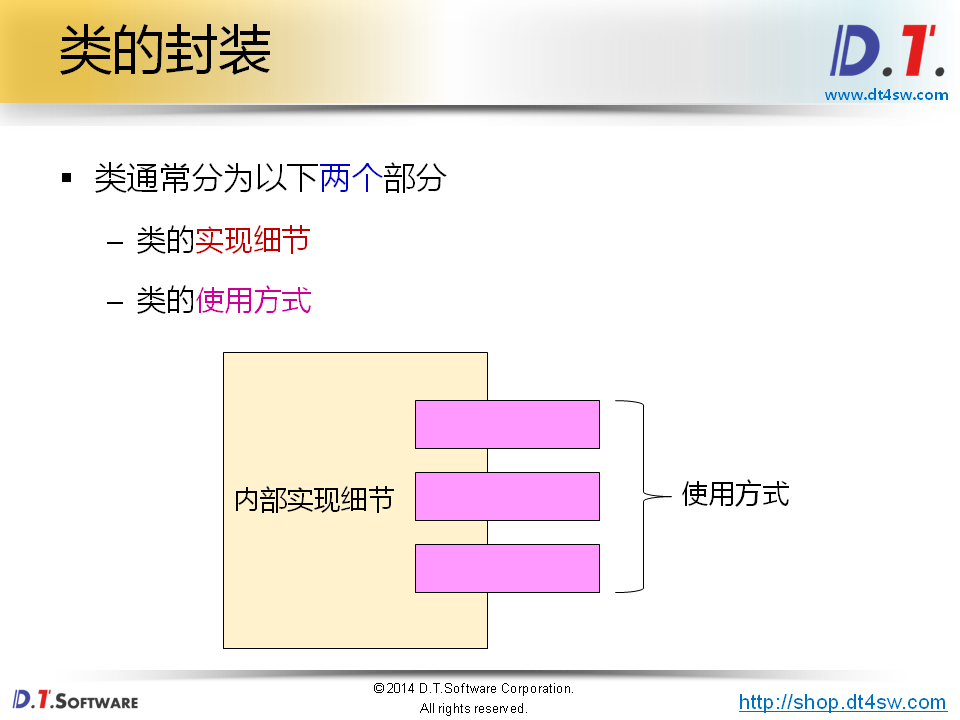 类的封装
D.T.
www.dt4sw.com
▪ 类通常分为以下两个部分
– 类的实现细节
– 类的使用方式
内部实现细节
使用方式
D.T.SOFTWARE
©2014 D.T.Software Corporation.
All rights reserved.
http://shop.dt4sw.com